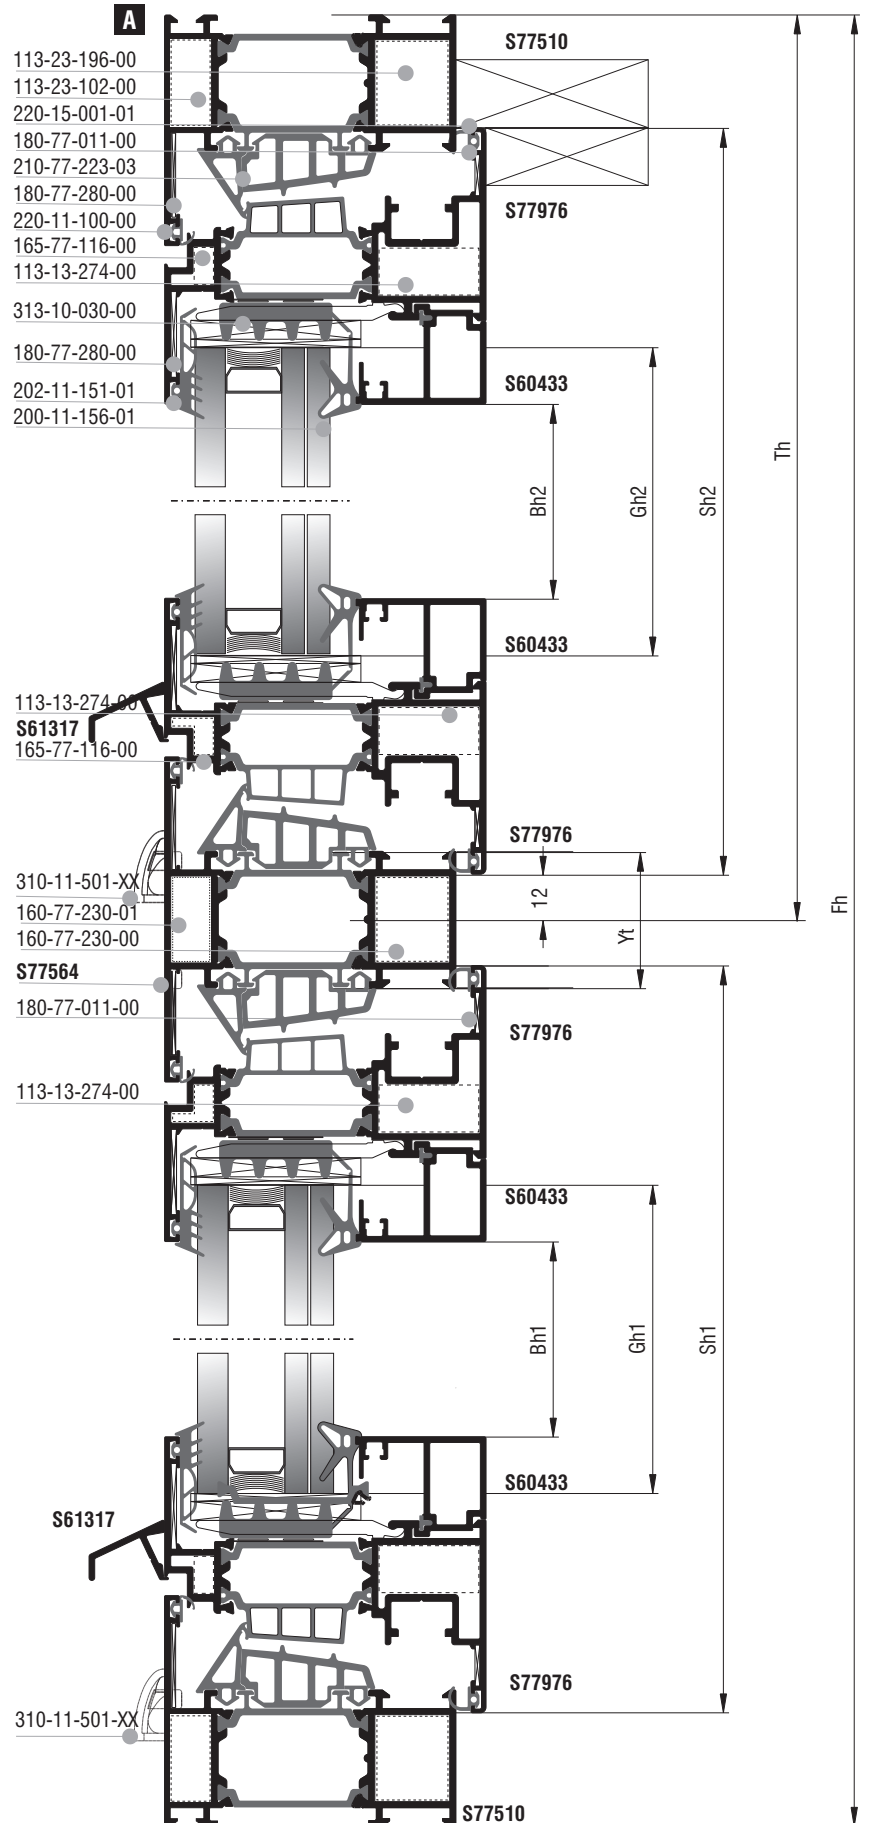 A
S77510
113-23-196-00
113-23-102-00
220-15-001-01
180-77-011-00
210-77-223-03
180-77-280-00
S77976
220-11-100-00
165-77-116-00
113-13-274-00
313-10-030-00
180-77-280-00
S60433
202-11-151-01
200-11-156-01
Th
Bh2
Gh2
Sh2
S60433
113-13-274-00
S61317
165-77-116-00
S77976
310-11-501-XX
12
Fh
160-77-230-01
160-77-230-00
Yt
S77564
180-77-011-00
S77976
113-13-274-00
S60433
Bh1
Gh1
Sh1
S60433
S61317
S77976
310-11-501-XX
S77510